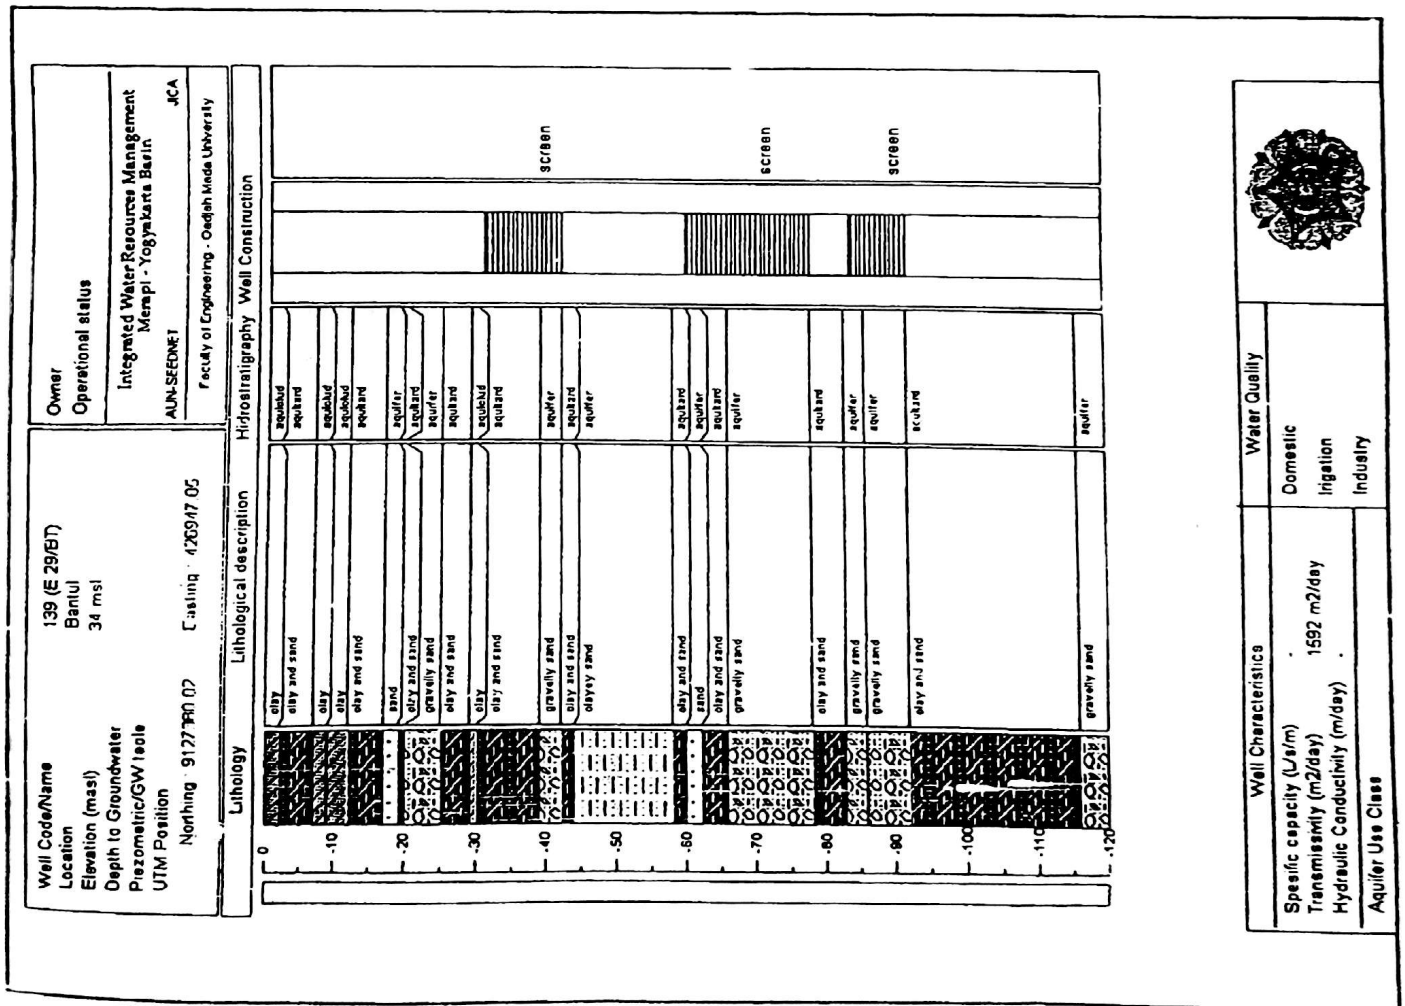 Well Code/Name 139 (E 29/BT)
Location Bantul
Elevation (masl) 34 msl
Depth to Groundwater
Piezometric/GW table
UTM Position
Northing : Easting :
Owner
Operational status
Integrated Water Resources Management
Merapi - Yogyakarta Basin
AUN-SEEDNET JICA
Faculty of Engineering - Gadjah Mada University
Lithology Lithological description Hidrostratigraphy Well Construction
0
-10
-20
-30
-40
-50
-60
-70
-80
-90
-100
-110
-120
clay aquiclud
clay and sand aquitard
clay aquiclud
clay aquiclud
clay and sand aquitard
sand aquifer
clay and sand aquitard
gravelly sand aquifer
clay and sand aquitard
clay aquiclud
clay and sand aquitard
gravelly sand aquifer
clay and sand aquitard
clayey sand aquifer
clay and sand aquitard
sand aquifer
clay and sand aquitard
gravelly sand aquifer
clay and sand aquitard
gravelly sand aquifer
gravelly sand aquifer
clay and sand aquitard
gravelly sand aquifer
screen
screen
screen
Well Characteristics Water Quality
Spesific capacity (L/s/m) .
Transmissivity (m2/day) 1592 m2/day
Hydraulic Conductivity (m/day) .
Aquifer Use Class
Domestic
Irigation
Industry